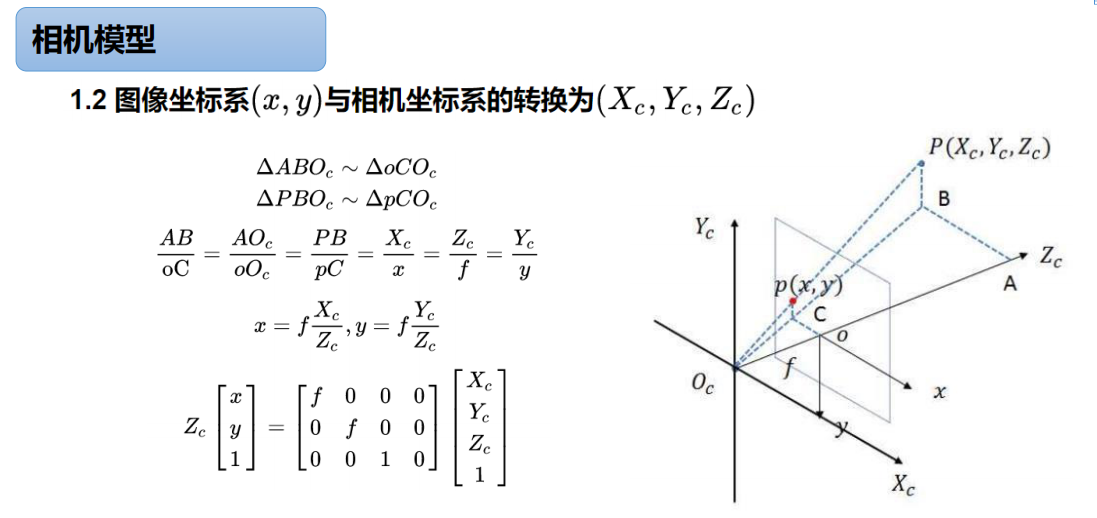 相机模型
1.2 图像坐标系(x, y)与相机坐标系的转换为(X_c, Y_c, Z_c)
ΔABO_c ~ ΔoCO_c
ΔPBO_c ~ ΔpCO_c
AB/oC = AO_c/oO_c = PB/pC = X_c/x = Z_c/f = Y_c/y
x = f X_c/Z_c, y = f Y_c/Z_c
Z_c [x; y; 1] = [f 0 0 0; 0 f 0 0; 0 0 1 0] [X_c; Y_c; Z_c; 1]
P(X_c, Y_c, Z_c)
B
Y_c
Z_c
A
p(x, y)
C
o
O_c
f
x
y
X_c